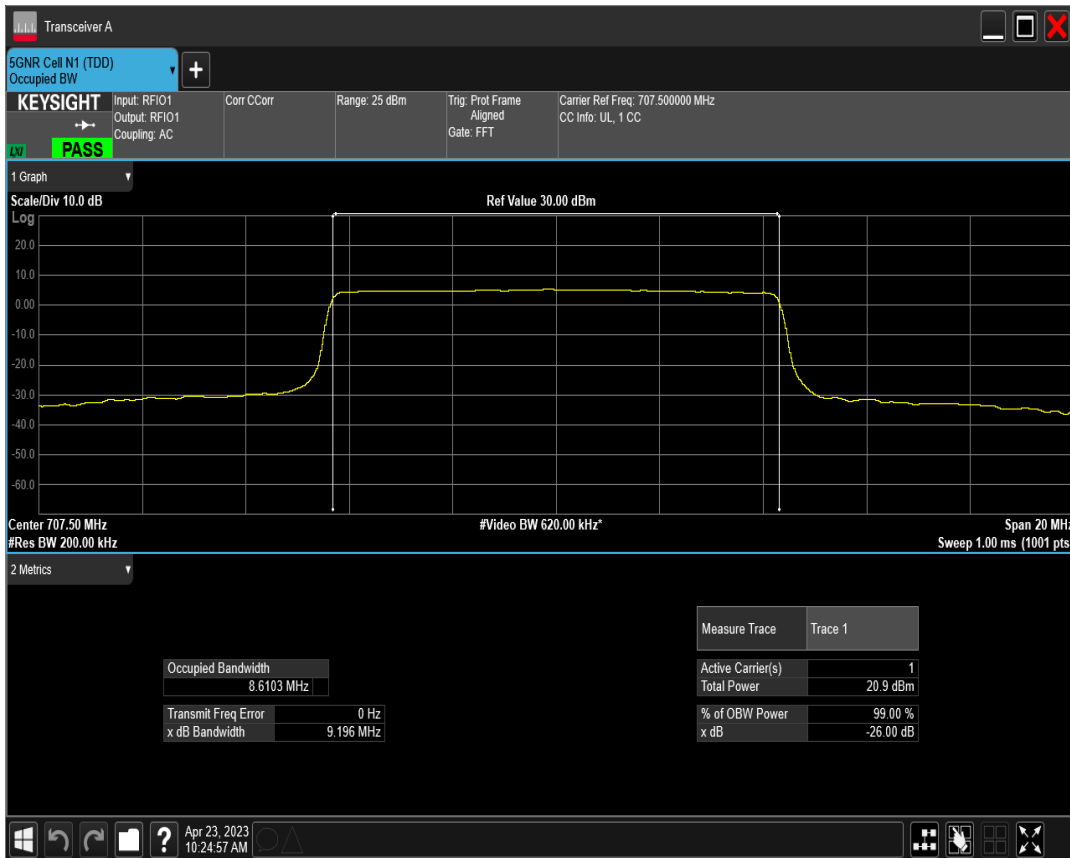 Transceiver A
5GNR Cell N1 (TDD)
Occupied BW
+
KEYSIGHT
LXI
PASS
Input: RFIO1
Output: RFIO1
Coupling: AC
Corr CCorr
Range: 25 dBm
Trig: Prot Frame
Aligned
Gate: FFT
Carrier Ref Freq: 707.500000 MHz
CC Info: UL, 1 CC
1 Graph
Scale/Div 10.0 dB
Ref Value 30.00 dBm
Log
20.0
10.0
0.00
-10.0
-20.0
-30.0
-40.0
-50.0
-60.0
Center 707.50 MHz
#Video BW 620.00 kHz*
Span 20 MHz
#Res BW 200.00 kHz
Sweep 1.00 ms (1001 pts
2 Metrics
Measure Trace Trace 1
Occupied Bandwidth
8.6103 MHz
Active Carrier(s) 1
Total Power 20.9 dBm
Transmit Freq Error 0 Hz
x dB Bandwidth 9.196 MHz
% of OBW Power 99.00 %
x dB -26.00 dB
?
Apr 23, 2023
10:24:57 AM